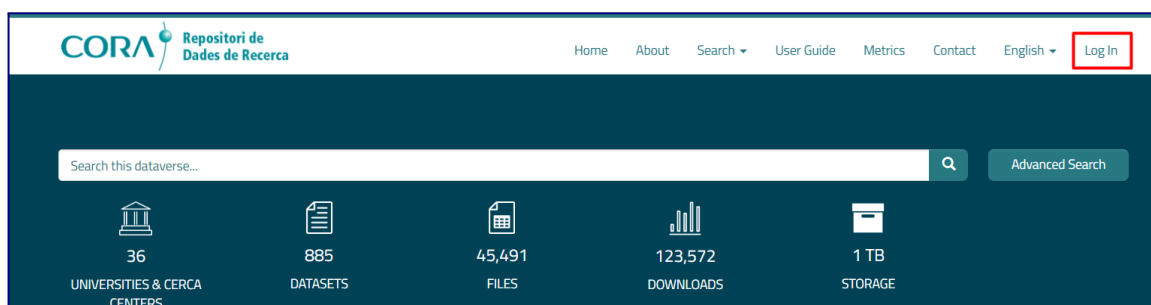 CORA Repositori de
Dades de Recerca
Home About Search User Guide Metrics Contact English Log In
Search this dataverse...
Advanced Search
36
UNIVERSITIES & CERCA
CENTERS
885
DATASETS
45,491
FILES
123,572
DOWNLOADS
1 TB
STORAGE